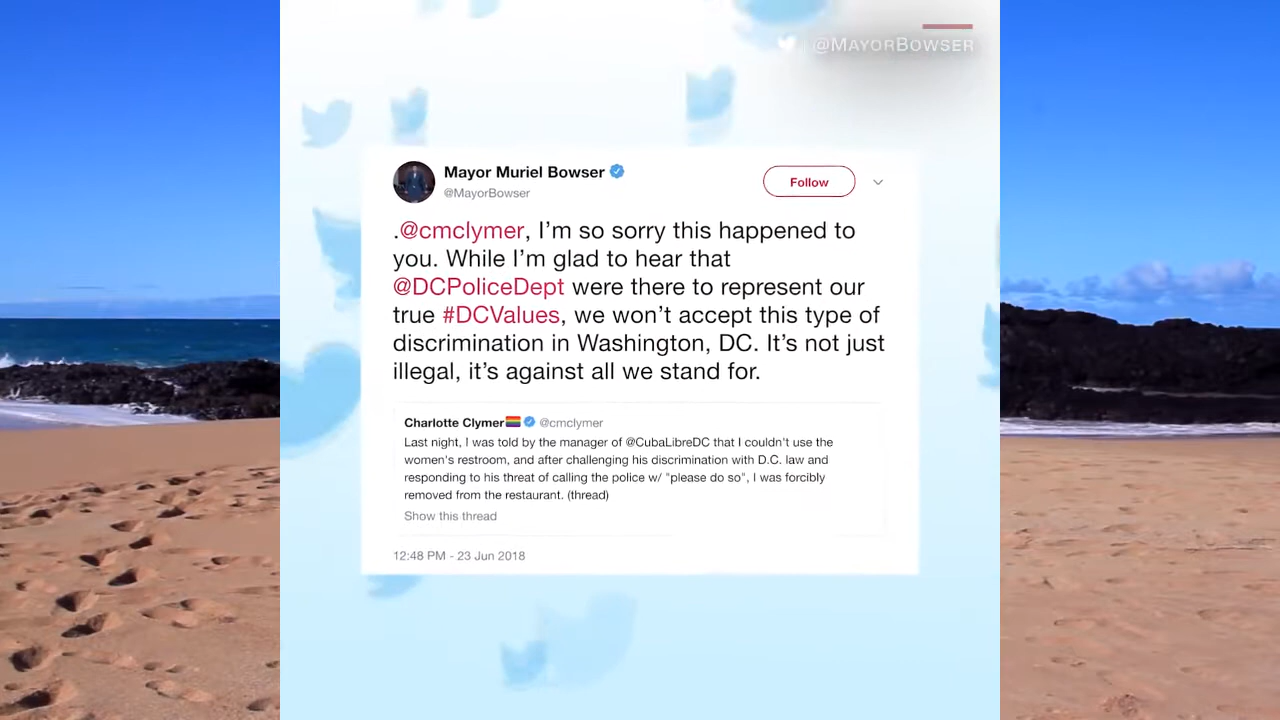 @MAYORBOWSER
Mayor Muriel Bowser
@MayorBowser
Follow
.@cmclymer, I'm so sorry this happened to
you. While I'm glad to hear that
@DCPoliceDept were there to represent our
true #DCValues, we won't accept this type of
discrimination in Washington, DC. It's not just
illegal, it's against all we stand for.
Charlotte Clymer @cmclymer
Last night, I was told by the manager of @CubaLibreDC that I couldn't use the
women's restroom, and after challenging his discrimination with D.C. law and
responding to his threat of calling the police w/ "please do so", I was forcibly
removed from the restaurant. (thread)
Show this thread
12:48 PM - 23 Jun 2018